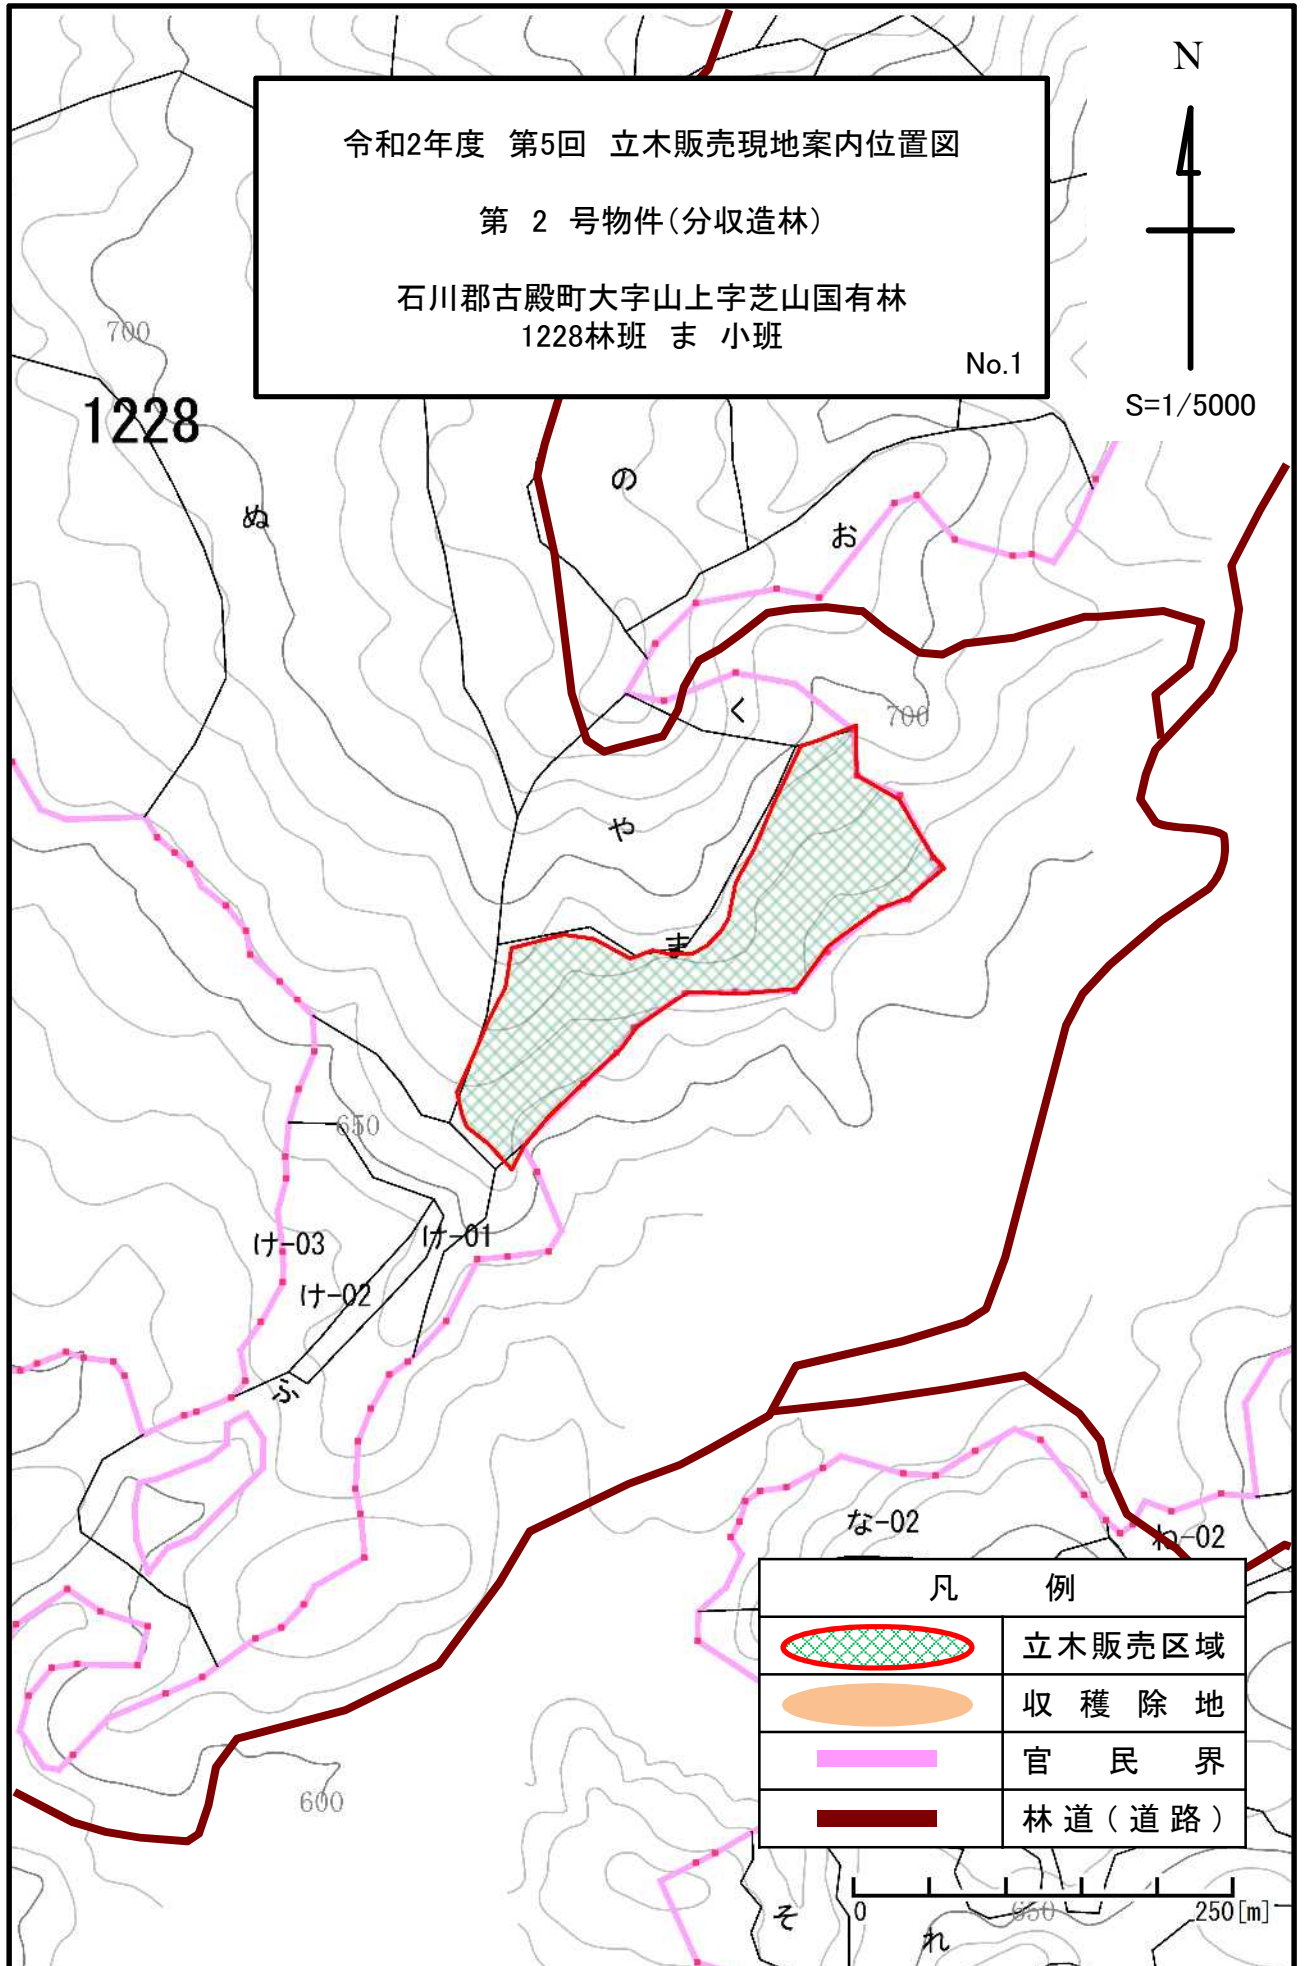 令和2年度 第5回 立木販売現地案内位置図
第 2 号物件(分収造林)
石川郡古殿町大字山上字芝山国有林
1228林班 ま 小班
No.1
N
S=1/5000
700
1228
ぬ
の
お
く
700
や
ま
650
け-03
け-01
け-02
ふ
な-02
わ-02
凡 例
立木販売区域
収穫除地
官民界
林道(道路)
600
0
650
250[m]
そ
れ